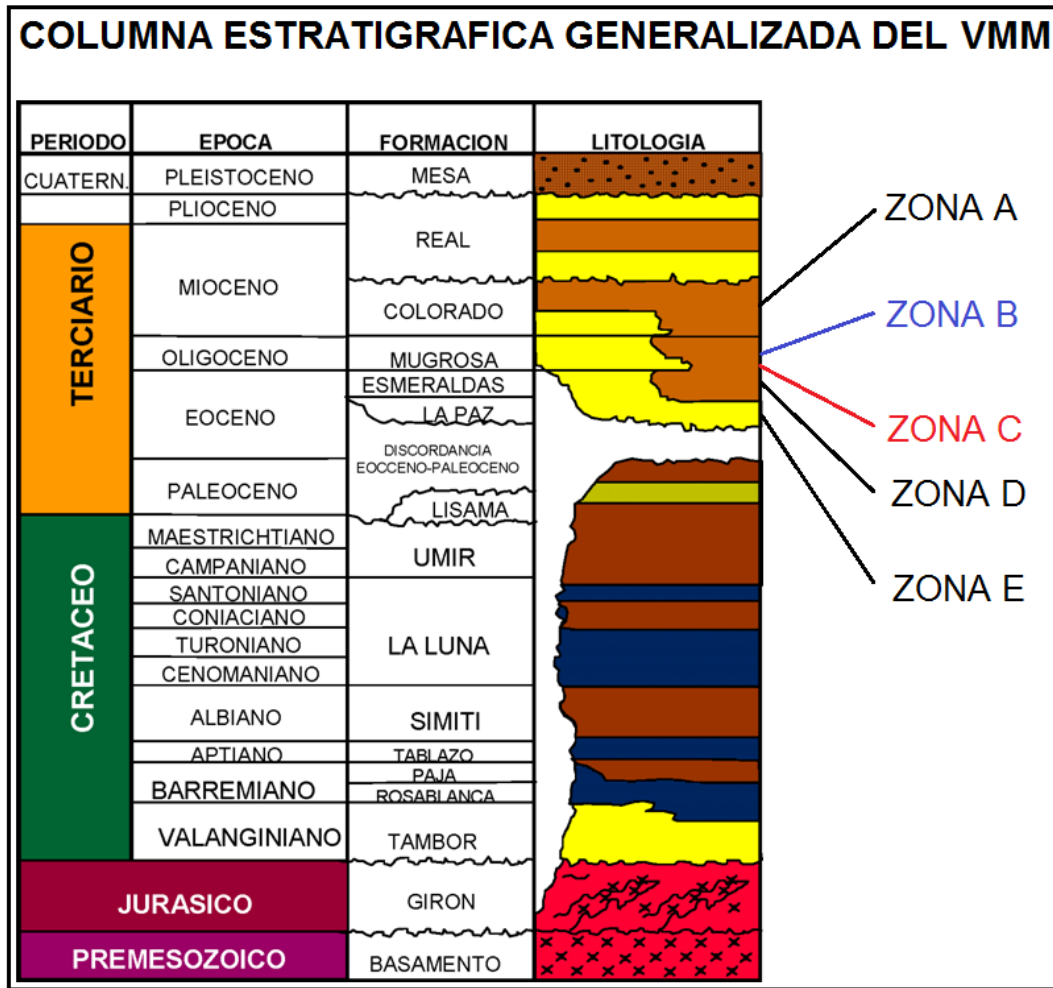 COLUMNA ESTRATIGRAFICA GENERALIZADA DEL VMM
PERIODO
EPOCA
FORMACION
LITOLOGIA
CUATERN.
PLEISTOCENO
MESA
PLIOCENO
REAL
TERCIARIO
MIOCENO
COLORADO
OLIGOCENO
MUGROSA
EOCENO
ESMERALDAS
LA PAZ
DISCORDANCIA
EOCCENO-PALEOCENO
PALEOCENO
LISAMA
CRETACEO
MAESTRICHTIANO
UMIR
CAMPANIANO
SANTONIANO
CONIACIANO
TURONIANO
LA LUNA
CENOMANIANO
ALBIANO
SIMITI
APTIANO
TABLAZO
BARREMIANO
PAJA
ROSABLANCA
VALANGINIANO
TAMBOR
JURASICO
GIRON
PREMESOZOICO
BASAMENTO
ZONA A
ZONA B
ZONA C
ZONA D
ZONA E